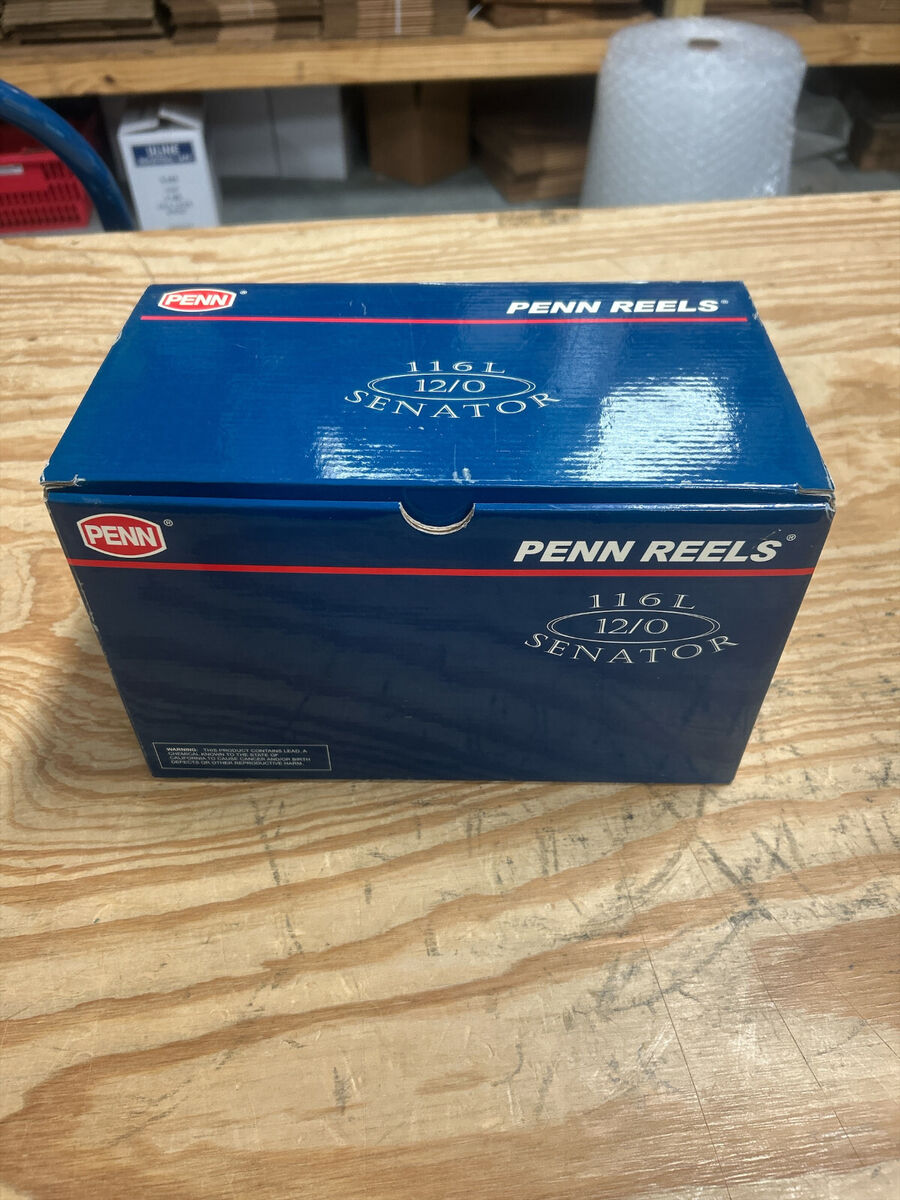 ULINE
PENN®
PENN REELS®
116L
12/0
SENATOR
PENN®
PENN REELS®
116L
12/0
SENATOR
WARNING: THIS PRODUCT CONTAINS LEAD, A
CHEMICAL KNOWN TO THE STATE OF
CALIFORNIA TO CAUSE CANCER AND/OR BIRTH
DEFECTS OR OTHER REPRODUCTIVE HARM.